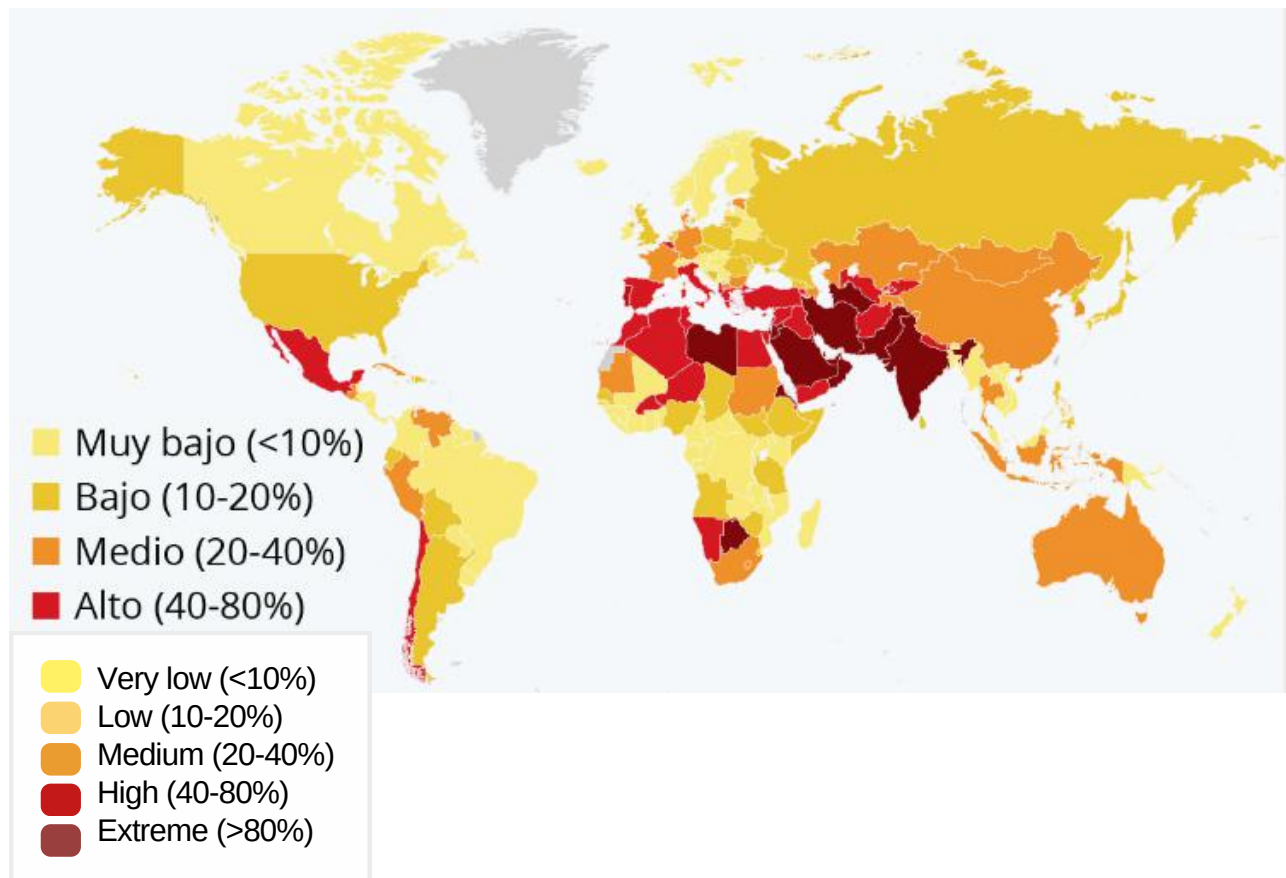 Muy bajo (<10%)
Bajo (10-20%)
Medio (20-40%)
Alto (40-80%)
Very low (<10%)
Low (10-20%)
Medium (20-40%)
High (40-80%)
Extreme (>80%)